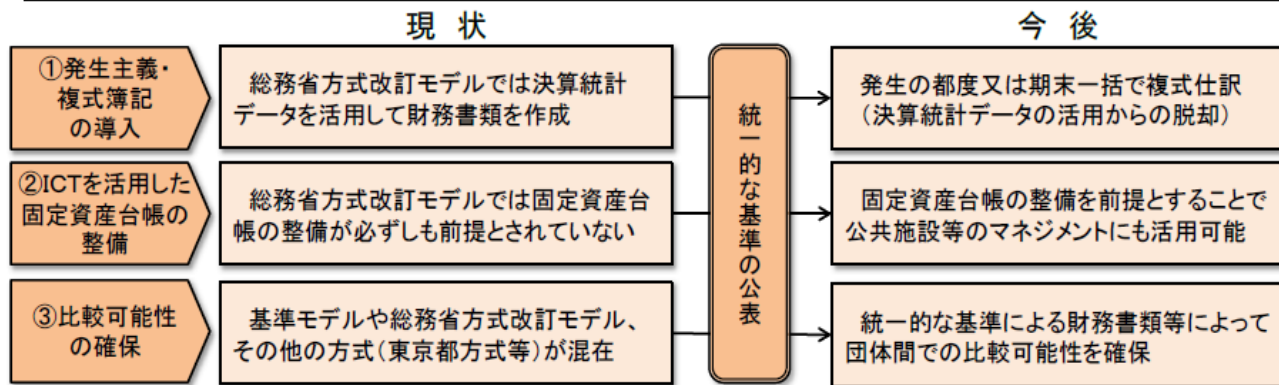 現 状
今 後
①発生主義・
複式簿記
の導入
総務省方式改訂モデルでは決算統計
データを活用して財務書類を作成
発生の都度又は期末一括で複式仕訳
(決算統計データの活用からの脱却)
②ICTを活用した
固定資産台帳の
整備
総務省方式改訂モデルでは固定資産台
帳の整備が必ずしも前提とされていない
固定資産台帳の整備を前提とすることで
公共施設等のマネジメントにも活用可能
③比較可能性
の確保
基準モデルや総務省方式改訂モデル、
その他の方式(東京都方式等)が混在
統一的な基準による財務書類等によって
団体間での比較可能性を確保
統一的な基準の公表